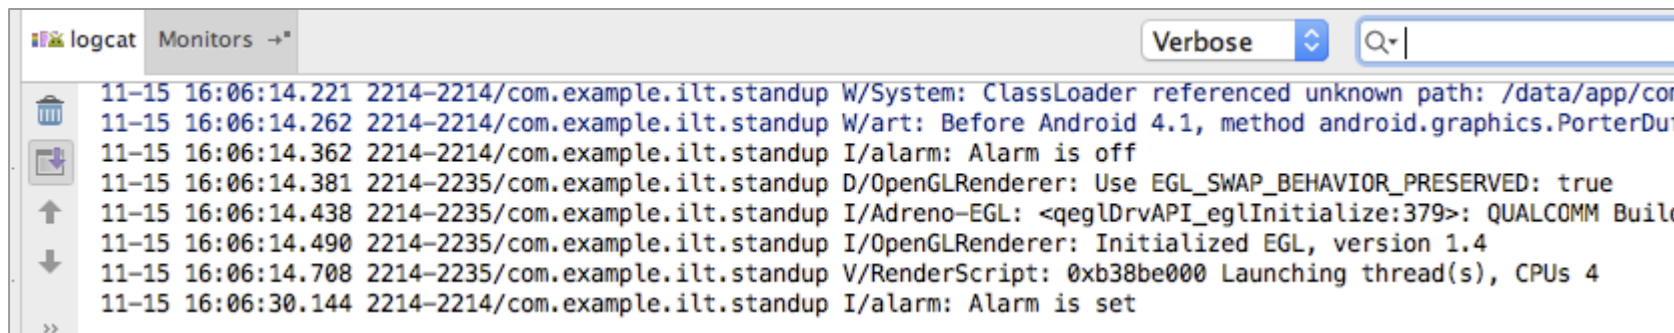 logcat Monitors Verbose
11-15 16:06:14.221 2214-2214/com.example.ilt.standup W/System: ClassLoader referenced unknown path: /data/app/com
11-15 16:06:14.262 2214-2214/com.example.ilt.standup W/art: Before Android 4.1, method android.graphics.PorterDuf
11-15 16:06:14.362 2214-2214/com.example.ilt.standup I/alarm: Alarm is off
11-15 16:06:14.381 2214-2235/com.example.ilt.standup D/OpenGLRenderer: Use EGL_SWAP_BEHAVIOR_PRESERVED: true
11-15 16:06:14.438 2214-2235/com.example.ilt.standup I/Adreno-EGL: <qeglDrvAPI_eglInitialize:379>: QUALCOMM Build
11-15 16:06:14.490 2214-2235/com.example.ilt.standup I/OpenGLRenderer: Initialized EGL, version 1.4
11-15 16:06:14.708 2214-2235/com.example.ilt.standup V/RenderScript: 0xb38be000 Launching thread(s), CPUs 4
11-15 16:06:30.144 2214-2214/com.example.ilt.standup I/alarm: Alarm is set